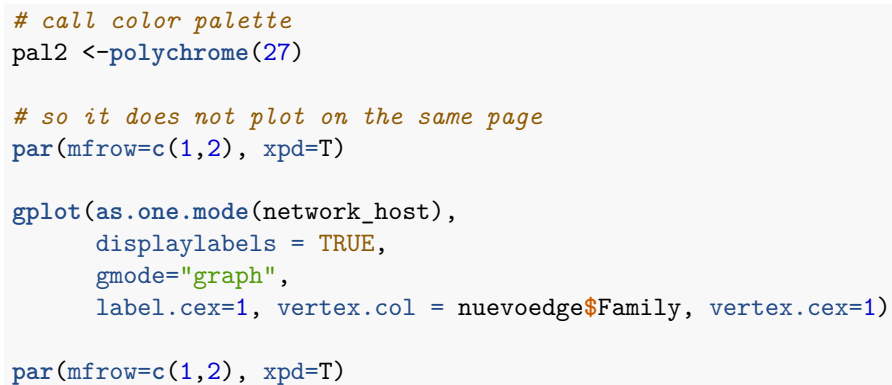 # call color palette
pal2 <-polychrome(27)
# so it does not plot on the same page
par(mfrow=c(1,2), xpd=T)
gplot(as.one.mode(network_host),
displaylabels = TRUE,
gmode="graph",
label.cex=1, vertex.col = nuevoedge$Family, vertex.cex=1)
par(mfrow=c(1,2), xpd=T)